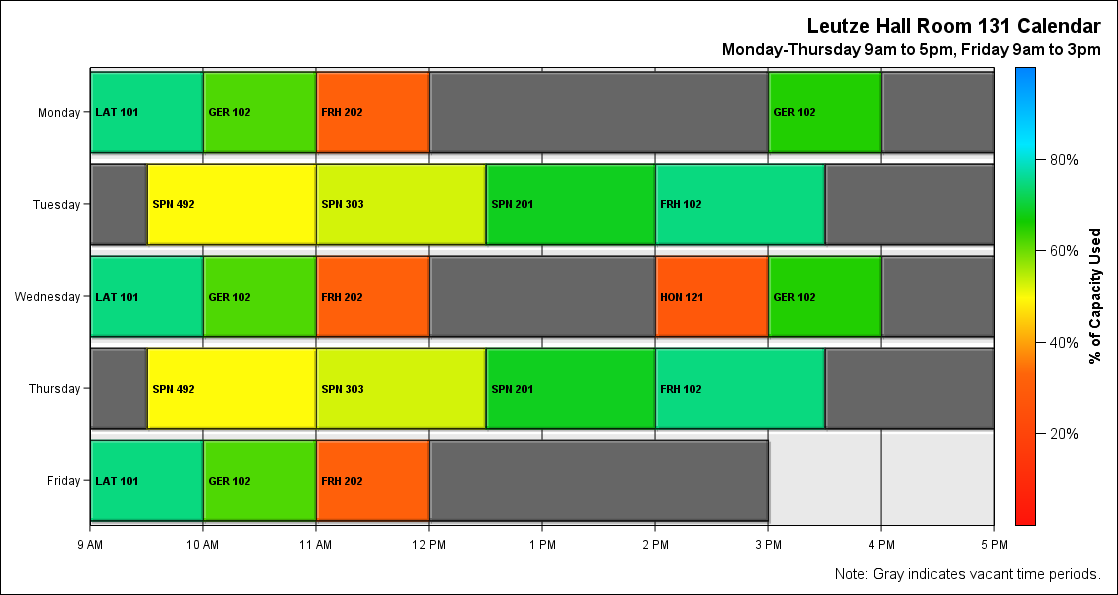 Leutze Hall Room 131 Calendar
Monday-Thursday 9am to 5pm, Friday 9am to 3pm
Monday
LAT 101
GER 102
FRH 202
GER 102
Tuesday
SPN 492
SPN 303
SPN 201
FRH 102
Wednesday
LAT 101
GER 102
FRH 202
HON 121
GER 102
Thursday
SPN 492
SPN 303
SPN 201
FRH 102
Friday
LAT 101
GER 102
FRH 202
9 AM
10 AM
11 AM
12 PM
1 PM
2 PM
3 PM
4 PM
5 PM
80%
60%
40%
20%
% of Capacity Used
Note: Gray indicates vacant time periods.